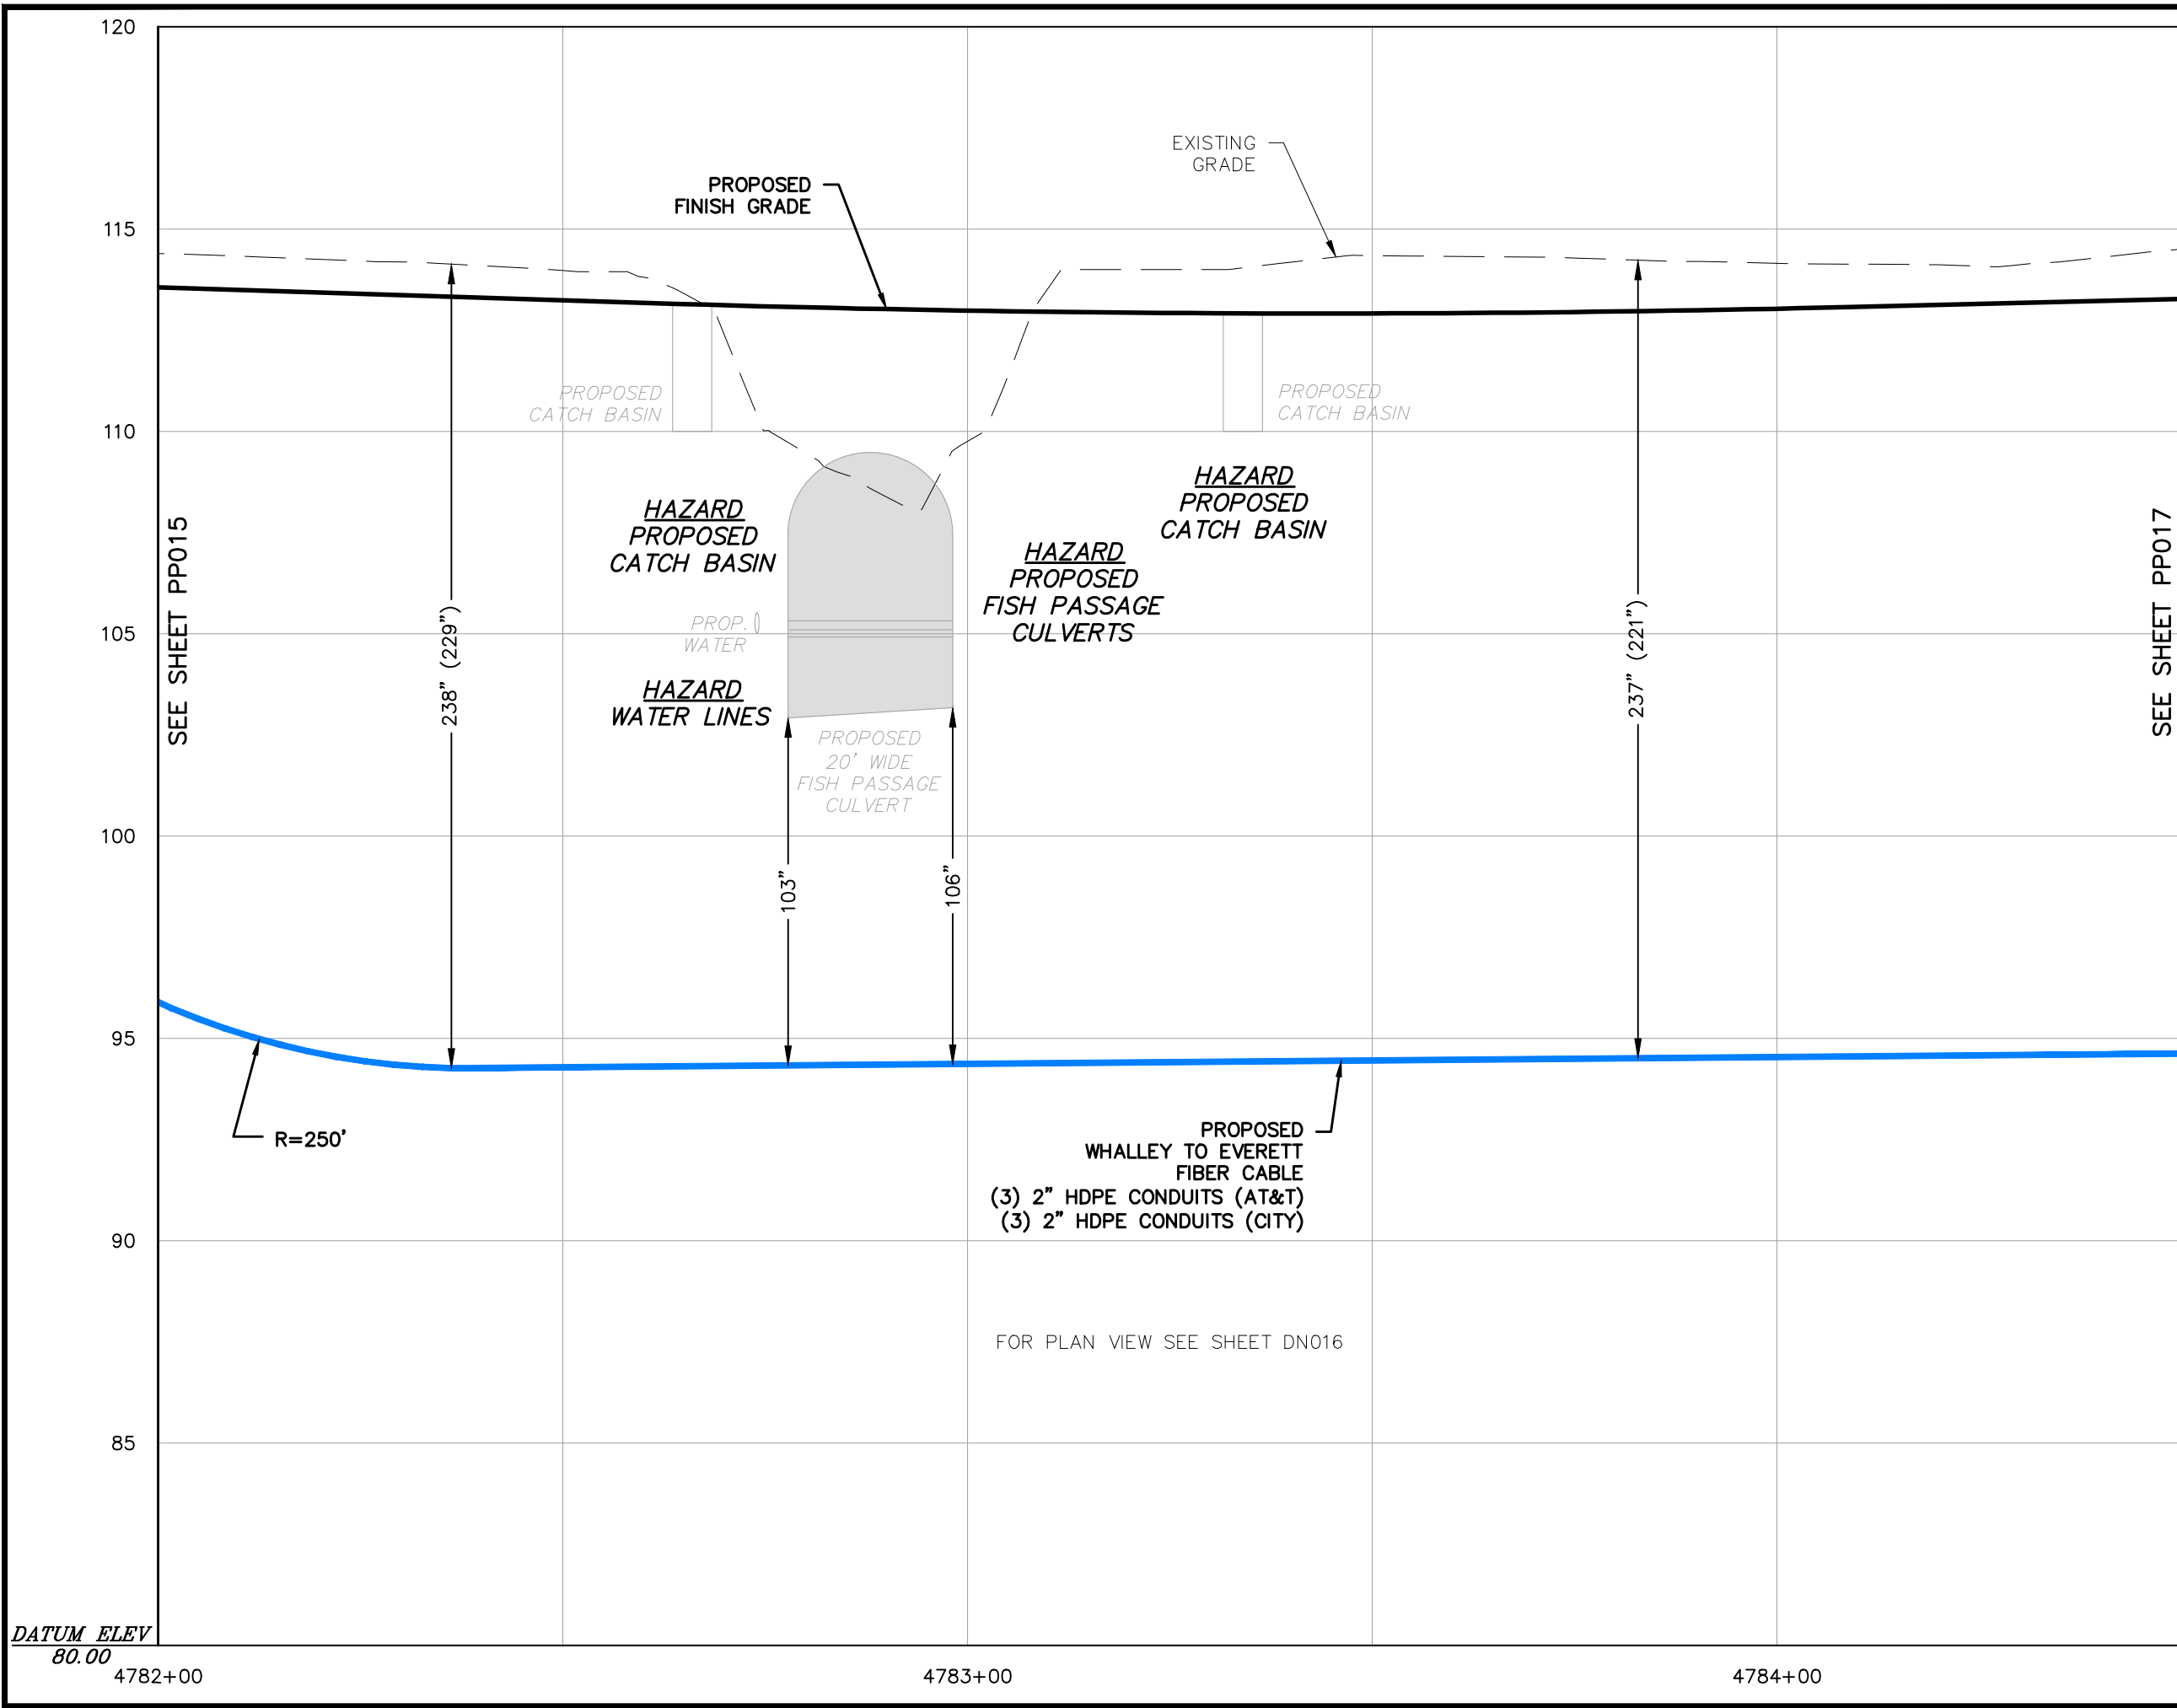 120
EXISTING
GRADE
PROPOSED
FINISH GRADE
115
PROPOSED
CATCH BASIN
PROPOSED
CATCH BASIN
110
HAZARD
PROPOSED
CATCH BASIN
HAZARD
PROPOSED
CATCH BASIN
HAZARD
PROPOSED
FISH PASSAGE
CULVERTS
SEE SHEET PP015
SEE SHEET PP017
105
PROP.
WATER
238" (229")
237" (221")
HAZARD
WATER LINES
PROPOSED
20' WIDE
FISH PASSAGE
CULVERT
100
103"
106"
95
R=250'
PROPOSED
WHALLEY TO EVERETT
FIBER CABLE
(3) 2" HDPE CONDUITS (AT&T)
(3) 2" HDPE CONDUITS (CITY)
90
FOR PLAN VIEW SEE SHEET DN016
85
DATUM ELEV
80.00
4782+00
4783+00
4784+00